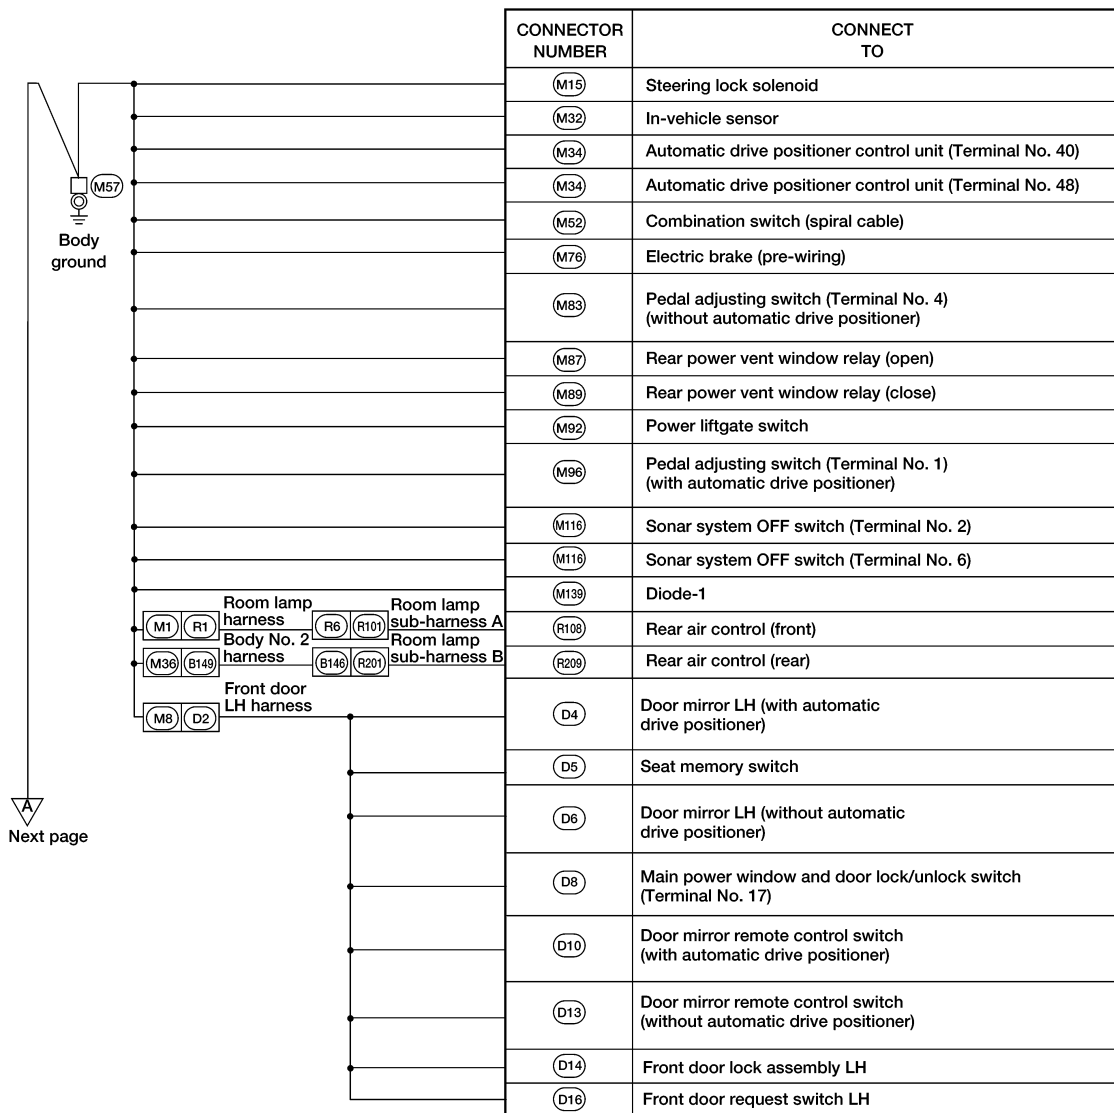 CONNECTOR
NUMBER
CONNECT
TO
M15 Steering lock solenoid
M32 In-vehicle sensor
M34 Automatic drive positioner control unit (Terminal No. 40)
M34 Automatic drive positioner control unit (Terminal No. 48)
M57
Body
ground
M52 Combination switch (spiral cable)
M76 Electric brake (pre-wiring)
M83 Pedal adjusting switch (Terminal No. 4)
(without automatic drive positioner)
M87 Rear power vent window relay (open)
M89 Rear power vent window relay (close)
M92 Power liftgate switch
M96 Pedal adjusting switch (Terminal No. 1)
(with automatic drive positioner)
M116 Sonar system OFF switch (Terminal No. 2)
M116 Sonar system OFF switch (Terminal No. 6)
M139 Diode-1
Room lamp
harness
Room lamp
sub-harness A
M1 R1 R6 R101 R108 Rear air control (front)
Body No. 2
harness
Room lamp
sub-harness B
M36 B149 B146 R201 R209 Rear air control (rear)
Front door
LH harness
M8 D2 D4 Door mirror LH (with automatic
drive positioner)
D5 Seat memory switch
A
Next page
D6 Door mirror LH (without automatic
drive positioner)
D8 Main power window and door lock/unlock switch
(Terminal No. 17)
D10 Door mirror remote control switch
(with automatic drive positioner)
D13 Door mirror remote control switch
(without automatic drive positioner)
D14 Front door lock assembly LH
D16 Front door request switch LH